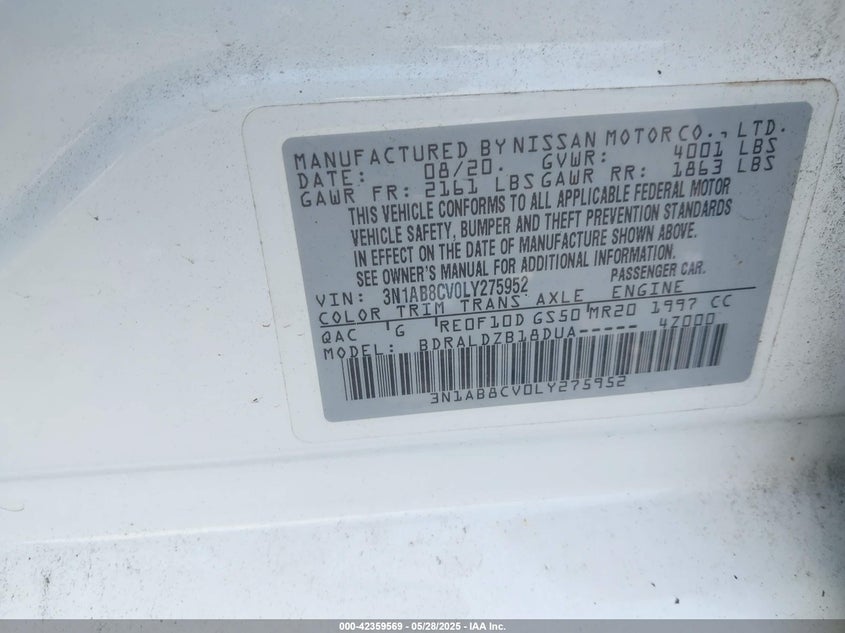 MANUFACTURED BY NISSAN MOTOR CO., LTD.
DATE: 08/20. GVWR: 4001 LBS
GAWR FR: 2161 LBS GAWR RR: 1863 LBS
THIS VEHICLE CONFORMS TO ALL APPLICABLE FEDERAL MOTOR
VEHICLE SAFETY, BUMPER AND THEFT PREVENTION STANDARDS
IN EFFECT ON THE DATE OF MANUFACTURE SHOWN ABOVE.
SEE OWNER'S MANUAL FOR ADDITIONAL INFORMATION.
VIN: 3N1AB8CV0LY275952 PASSENGER CAR.
COLOR TRIM TRANS AXLE ENGINE
QAC G RE0F10D GS50 MR20 1997 CC
MODEL: BDRALDZB18DUA----- 4Z000
3N1AB8CV0LY275952
000-42359569 | 05/28/2025 - IAA Inc.